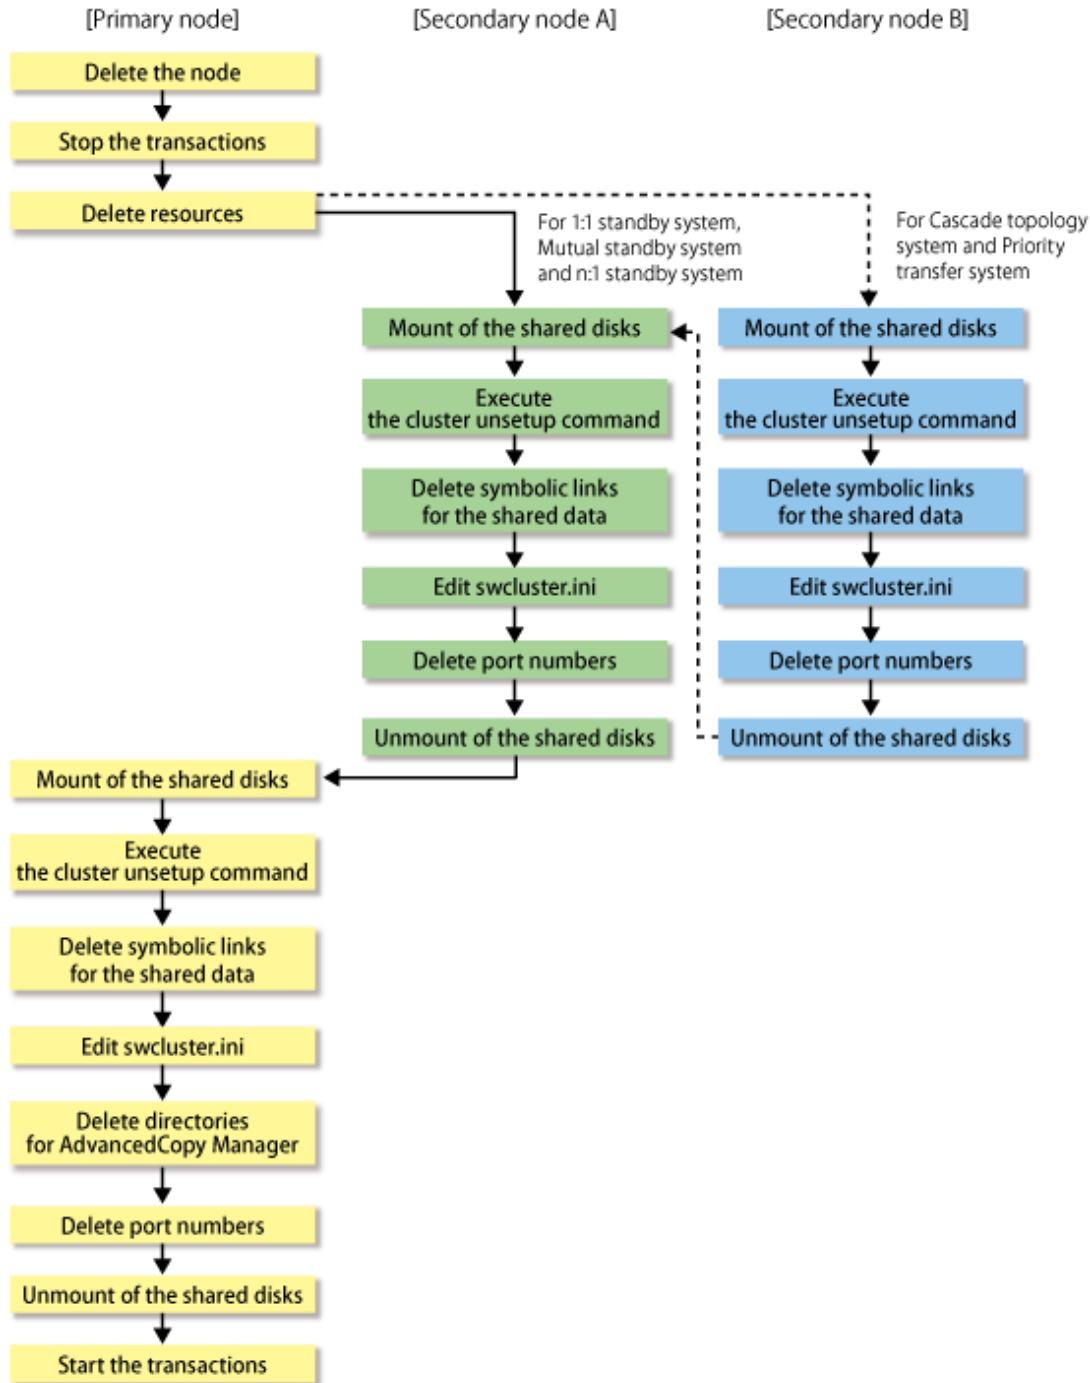 [Primary node]
[Secondary node A]
[Secondary node B]
Delete the node
Stop the transactions
Delete resources
For 1:1 standby system,
Mutual standby system
and n:1 standby system
For Cascade topology
system and Priority
transfer system
Mount of the shared disks
Mount of the shared disks
Execute
the cluster unsetup command
Execute
the cluster unsetup command
Delete symbolic links
for the shared data
Delete symbolic links
for the shared data
Edit swcluster.ini
Edit swcluster.ini
Delete port numbers
Delete port numbers
Unmount of the shared disks
Unmount of the shared disks
Mount of the shared disks
Execute
the cluster unsetup command
Delete symbolic links
for the shared data
Edit swcluster.ini
Delete directories
for AdvancedCopy Manager
Delete port numbers
Unmount of the shared disks
Start the transactions